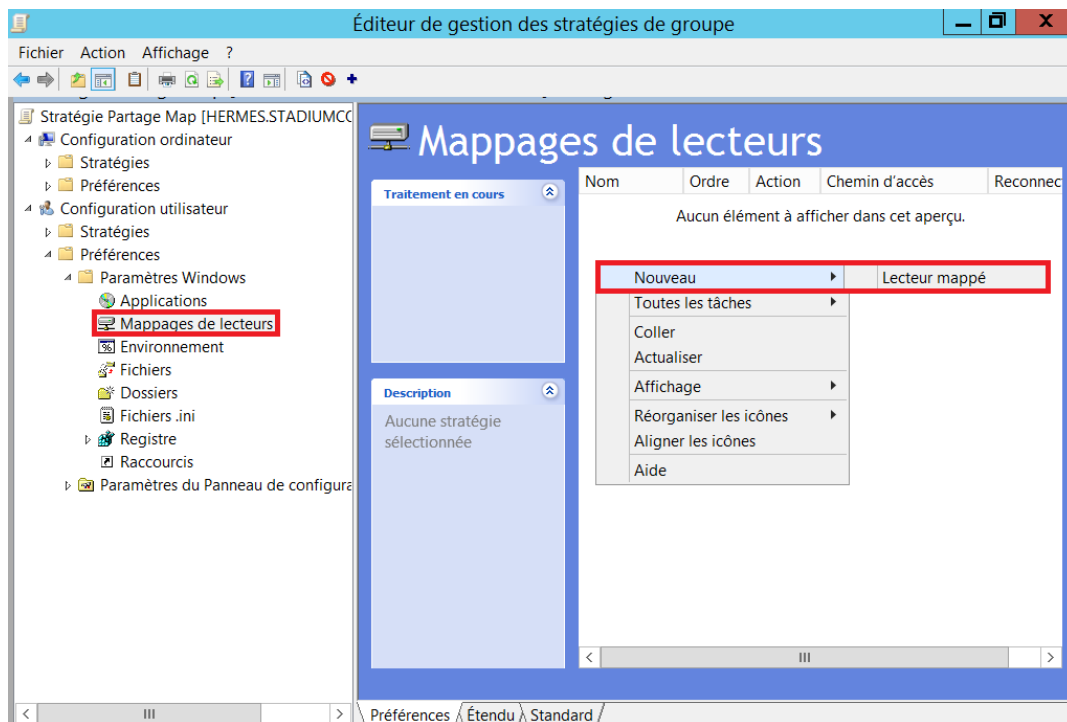 Éditeur de gestion des stratégies de groupe
Fichier Action Affichage ?
Stratégie Partage Map [HERMES.STADIUMCO
Configuration ordinateur
Stratégies
Préférences
Configuration utilisateur
Stratégies
Préférences
Paramètres Windows
Applications
Mappages de lecteurs
Environnement
Fichiers
Dossiers
Fichiers .ini
Registre
Raccourcis
Paramètres du Panneau de configura
Mappages de lecteurs
Traitement en cours
Description
Aucune stratégie
sélectionnée
Nom Ordre Action Chemin d'accès Reconnec
Aucun élément à afficher dans cet aperçu.
Nouveau
Lecteur mappé
Toutes les tâches
Coller
Actualiser
Affichage
Réorganiser les icônes
Aligner les icônes
Aide
Préférences Étendu Standard